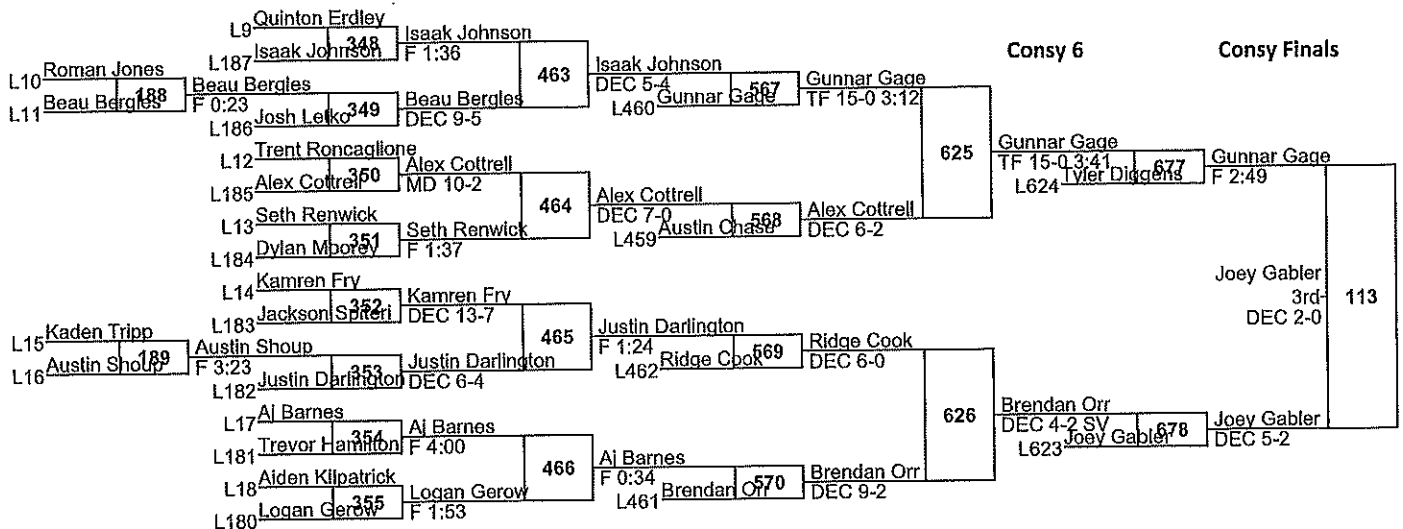 Quinton Erdley
L9
348
Isaak Johnson
L187
Isaak Johnson
F 1:36
463
Isaak Johnson
DEC 5-4
Roman Jones
L10
188
Beau Bergles
L11
Beau Bergles
F 0:23
349
Josh Letko
L186
Beau Bergles
DEC 9-5
567
Gunnar Gage
L460
Gunnar Gage
TF 15-0 3:12
Consy 6
Consy Finals
Trent Roncaglione
L12
350
Alex Cottrell
L185
Alex Cottrell
MD 10-2
464
Alex Cottrell
DEC 7-0
Seth Renwick
L13
351
Dylan Moorey
L184
Seth Renwick
F 1:37
568
Austin Chase
L459
Alex Cottrell
DEC 6-2
625
Gunnar Gage
TF 15-0 3:41
677
Tyler Diggens
L624
Gunnar Gage
F 2:49
Kamren Fry
L14
352
Jackson Spiteri
L183
Kamren Fry
DEC 13-7
465
Justin Darlington
F 1:24
Kaden Tripp
L15
189
Austin Shoup
L16
Austin Shoup
F 3:23
353
Justin Darlington
L182
Justin Darlington
DEC 6-4
569
Ridge Cook
L462
Ridge Cook
DEC 6-0
Joey Gabler
3rd
DEC 2-0
113
Aj Barnes
L17
354
Trevor Hamilton
L181
Aj Barnes
F 4:00
466
Aj Barnes
F 0:34
Aiden Kilpatrick
L18
355
Logan Gerow
L180
Logan Gerow
F 1:53
570
Brendan Orr
L461
Brendan Orr
DEC 9-2
626
Brendan Orr
DEC 4-2 SV
678
Joey Gabler
L623
Joey Gabler
DEC 5-2